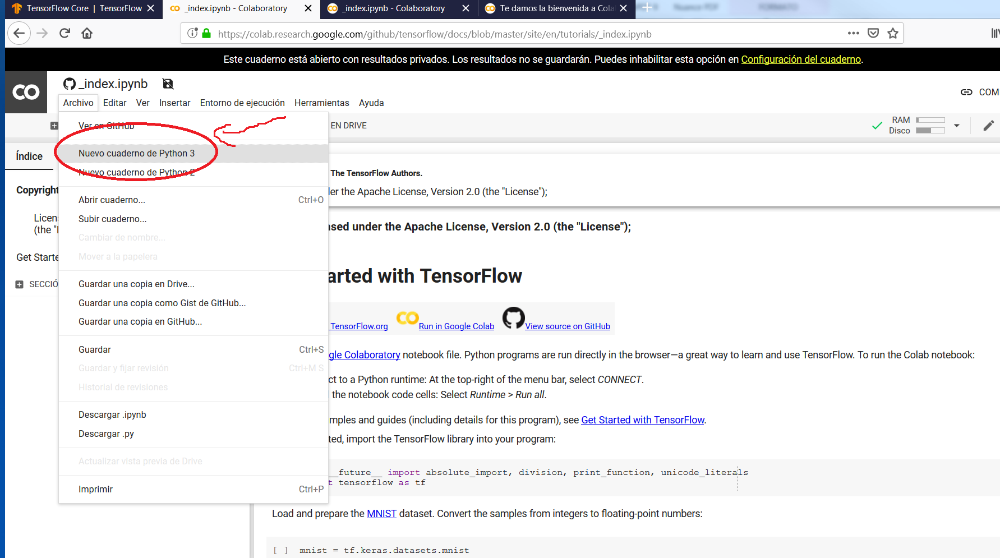 TensorFlow Core | TensorFlow
_index.ipynb - Colaboratory
_index.ipynb - Colaboratory
Te damos la bienvenida a Cola
Nuance PDF
FORMATO
https://colab.research.google.com/github/tensorflow/docs/blob/master/site/en/tutorials/_index.ipynb
Este cuaderno está abierto con resultados privados. Los resultados no se guardarán. Puedes inhabilitar esta opción en Configuración del cuaderno.
CO
_index.ipynb
COM
Archivo Editar Ver Insertar Entorno de ejecución Herramientas Ayuda
EN DRIVE
RAM
Disco
Índice
Copyright
Licens
(the "l
Get Starte
SECCIÓ
Ver en GitHub
Nuevo cuaderno de Python 3
Nuevo cuaderno de Python 2
Abrir cuaderno... Ctrl+O
Subir cuaderno...
Cambiar de nombre...
Mover a la papelera
Guardar una copia en Drive...
Guardar una copia como Gist de GitHub...
Guardar una copia en GitHub...
Guardar Ctrl+S
Guardar y fijar revisión Ctrl+M S
Historial de revisiones
Descargar .ipynb
Descargar .py
Actualizar vista previa de Drive
Imprimir Ctrl+P
The TensorFlow Authors.
der the Apache License, Version 2.0 (the "License");
nsed under the Apache License, Version 2.0 (the "License");
arted with TensorFlow
TensorFlow.org
CO Run in Google Colab
View source on GitHub
gle Colaboratory notebook file. Python programs are run directly in the browser—a great way to learn and use TensorFlow. To run the Colab notebook:
ct to a Python runtime: At the top-right of the menu bar, select CONNECT.
the notebook code cells: Select Runtime > Run all.
mples and guides (including details for this program), see Get Started with TensorFlow.
ted, import the TensorFlow library into your program:
__future__ import absolute_import, division, print_function, unicode_literals
t tensorflow as tf
Load and prepare the MNIST dataset. Convert the samples from integers to floating-point numbers:
[ ] mnist = tf.keras.datasets.mnist